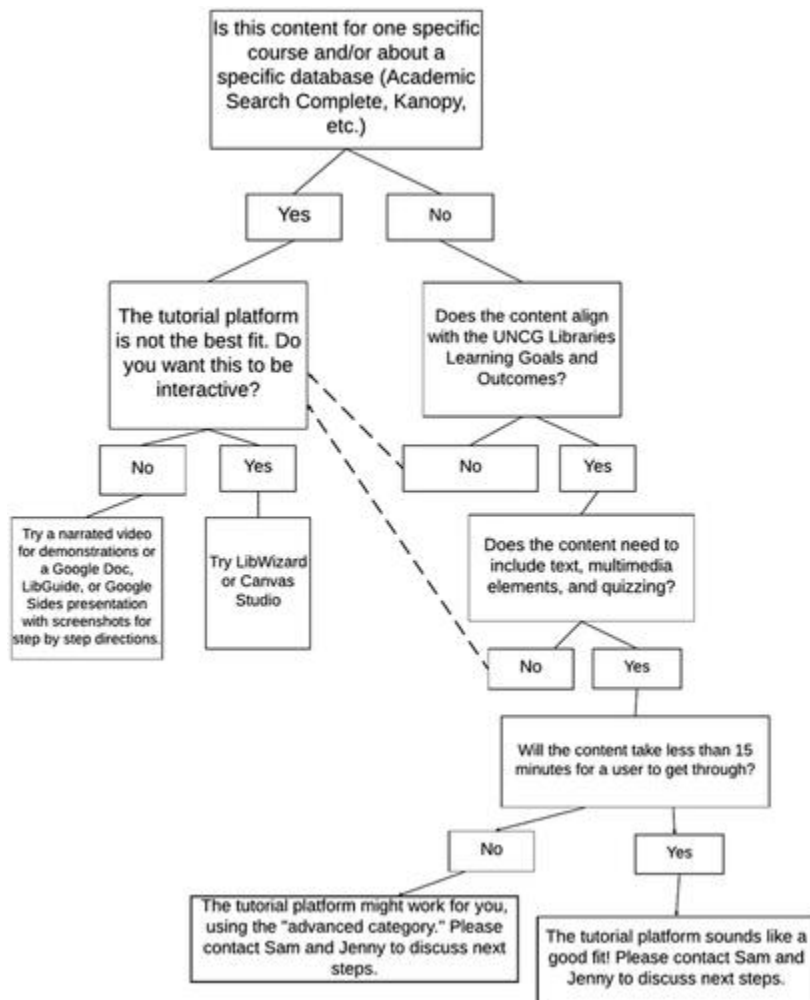 Is this content for one specific
course and/or about a
specific database (Academic
Search Complete, Kanopy,
etc.)
Yes
No
The tutorial platform
is not the best fit. Do
you want this to be
interactive?
Does the content align
with the UNCG Libraries
Learning Goals and
Outcomes?
No
Yes
No
Yes
Try a narrated video
for demonstrations or
a Google Doc,
LibGuide, or Google
Sides presentation
with screenshots for
step by step directions.
Try LibWizard
or Canvas
Studio
Does the content need to
include text, multimedia
elements, and quizzing?
No
Yes
Will the content take less than 15
minutes for a user to get through?
No
Yes
The tutorial platform might work for you,
using the "advanced category." Please
contact Sam and Jenny to discuss next
steps.
The tutorial platform sounds like a
good fit! Please contact Sam and
Jenny to discuss next steps.